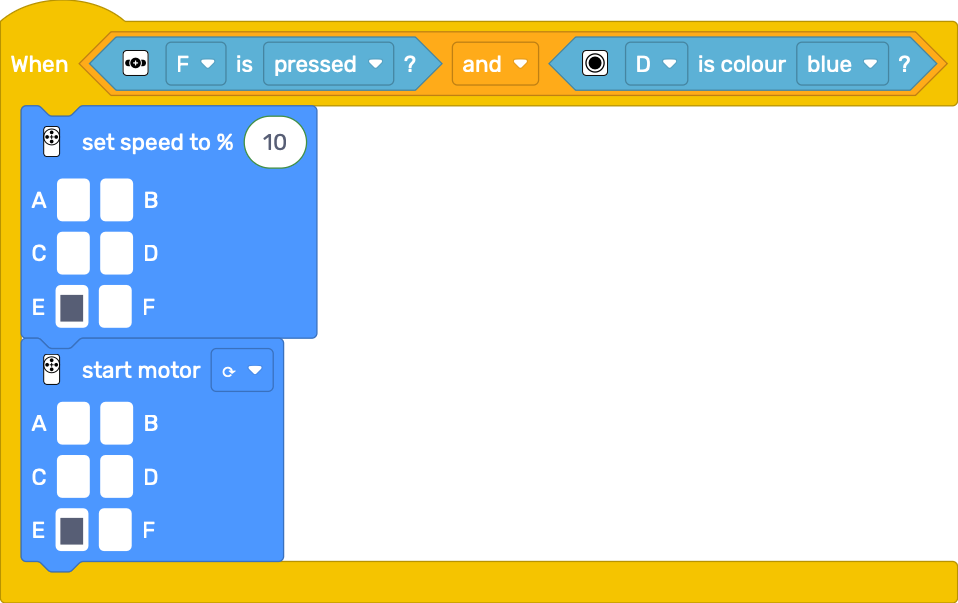 When F is pressed ? and D is colour blue ?
set speed to % 10
A B
C D
E F
start motor
A B
C D
E F